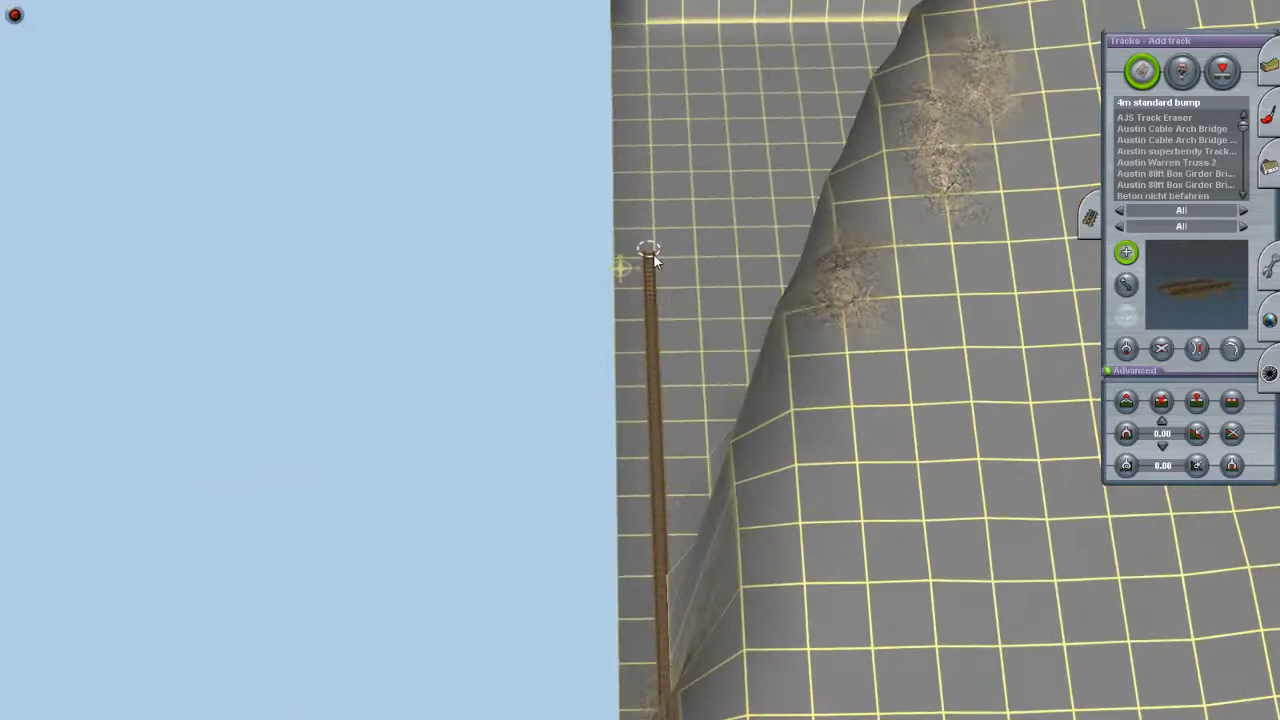 Tracks - Add track
4m standard bump
AJS Track Eraser
Austin Cable Arch Bridge
Austin Cable Arch Bridge ...
Austin superbendy Track...
Austin Warren Truss 2
Austin 80ft Box Girder Bri...
Austin 80ft Box Girder Bri...
Beton nicht befahren
All
All
Advanced
0.00
0.00